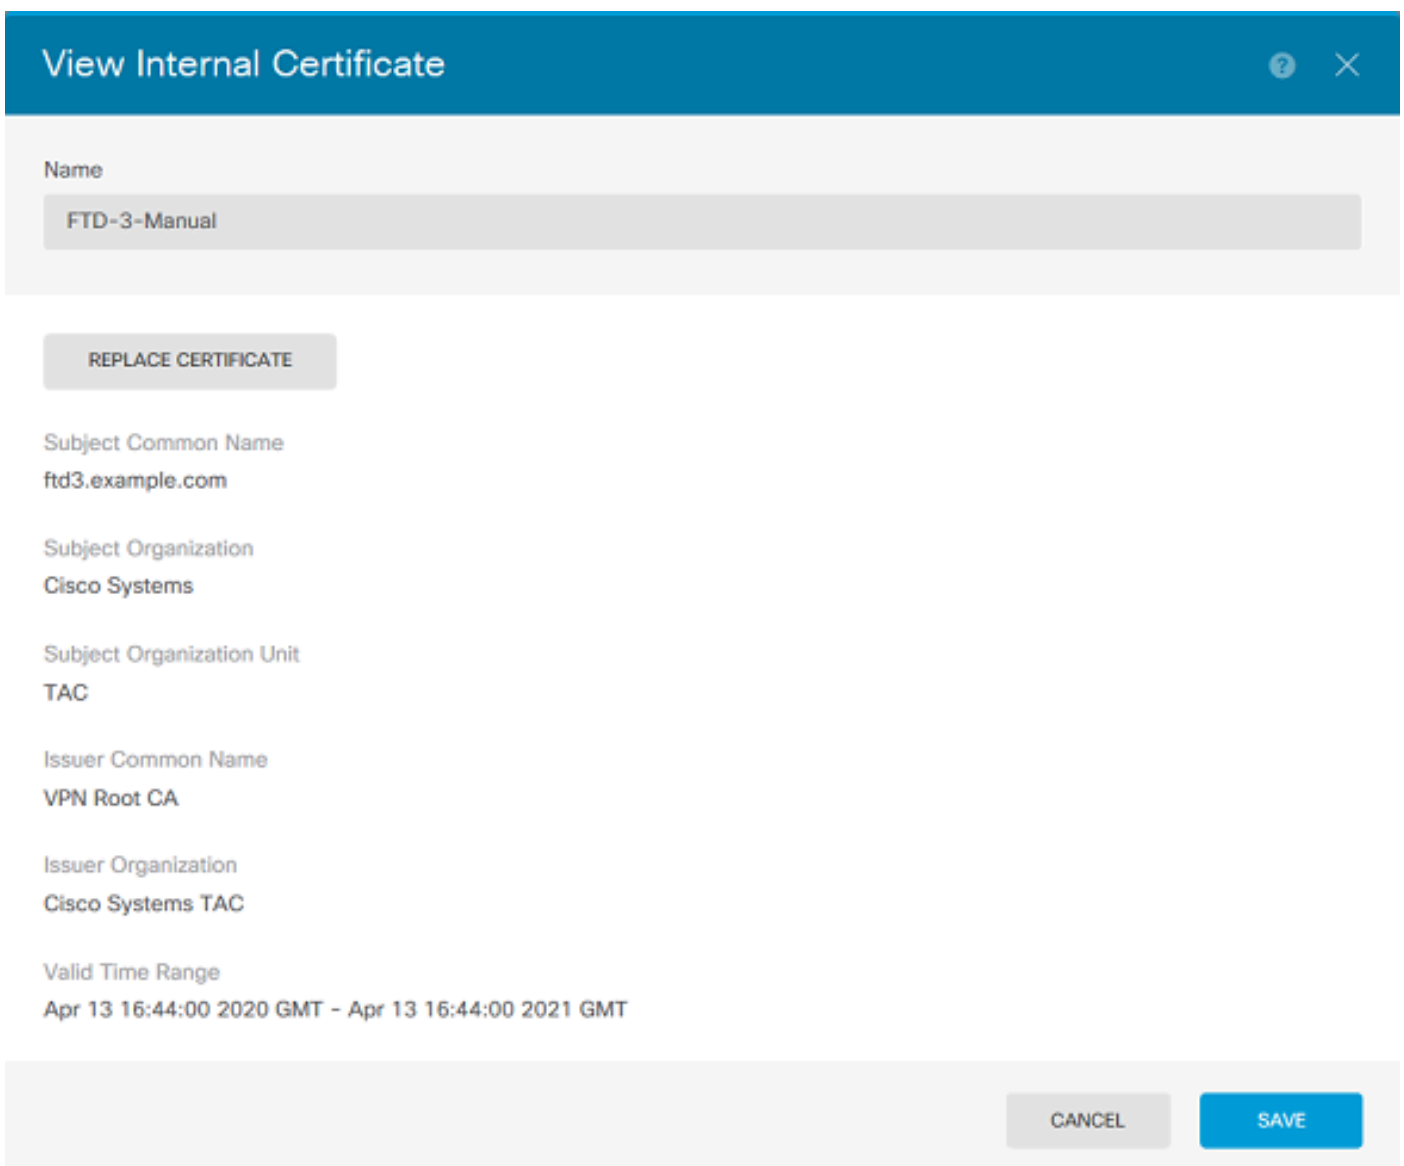 View Internal Certificate
Name
FTD-3-Manual
REPLACE CERTIFICATE
Subject Common Name
ftd3.example.com
Subject Organization
Cisco Systems
Subject Organization Unit
TAC
Issuer Common Name
VPN Root CA
Issuer Organization
Cisco Systems TAC
Valid Time Range
Apr 13 16:44:00 2020 GMT - Apr 13 16:44:00 2021 GMT
CANCEL
SAVE